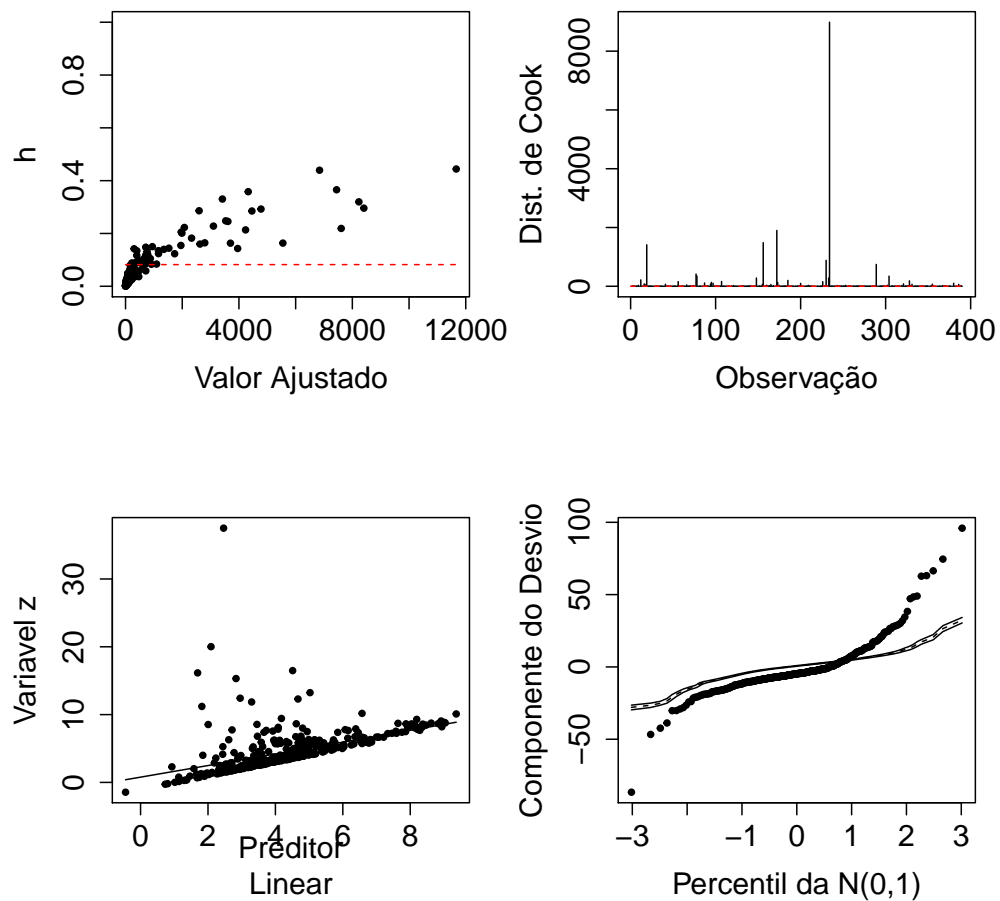 h
0.0
0.4
0.8
0 4000 8000 12000
Valor Ajustado
Dist. de Cook
0
4000
8000
0 100 200 300 400
Observação
Variavel z
0
10
20
30
0 2 4 6 8
Preditor
Linear
Componente do Desvio
−50
0
50
100
−3 −1 0 1 2 3
Percentil da N(0,1)